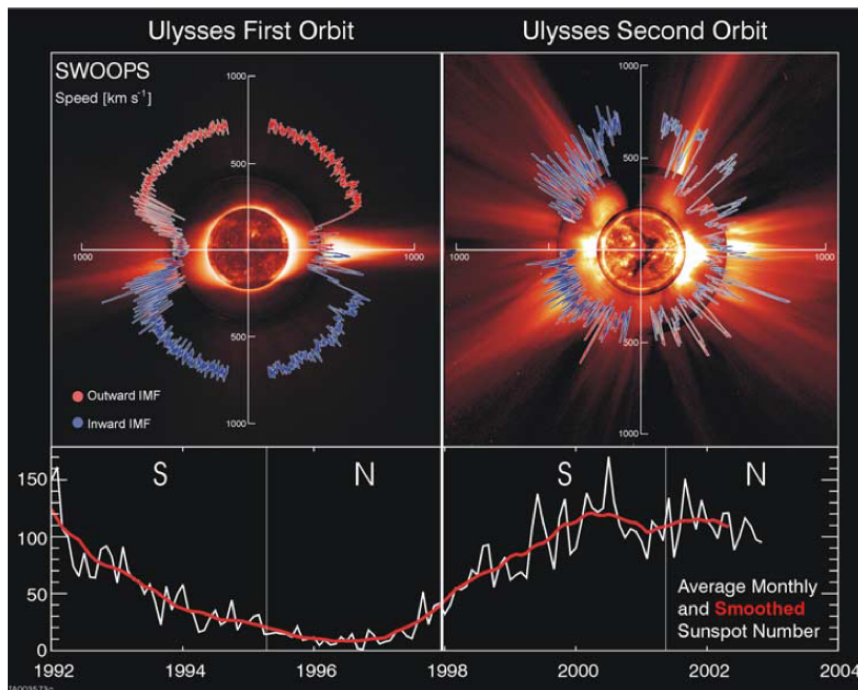 Ulysses First Orbit
Ulysses Second Orbit
SWOOPS
Speed [km s⁻¹]
1000
1000
500
500
1000
1000
1000
1000
500
500
1000
1000
Outward IMF
Inward IMF
S
N
S
N
150
100
50
0
Average Monthly
and Smoothed
Sunspot Number
1992
1994
1996
1998
2000
2002
2004